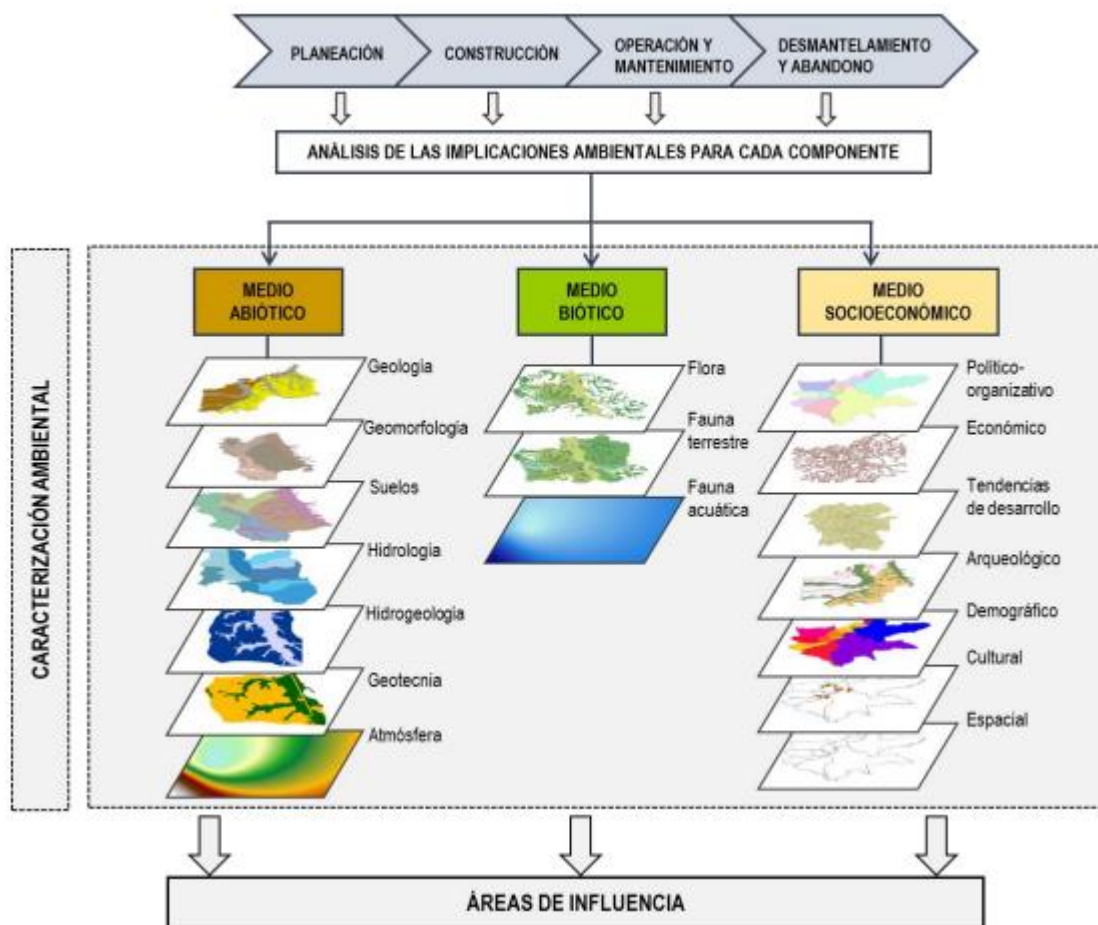 PLANEACIÓN
CONSTRUCCIÓN
OPERACIÓN Y
MANTENIMIENTO
DESMANTELAMIENTO
Y ABANDONO
ANÀLISIS DE LAS IMPLICACIONES AMBIENTALES PARA CADA COMPONENTE
CARACTERIZACIÓN AMBIENTAL
MEDIO
ABIÓTICO
Geología
Geomorfología
Suelos
Hidrología
Hidrogeología
Geotecnia
Atmósfera
MEDIO
BIÓTICO
Flora
Fauna
terrestre
Fauna
acuática
MEDIO
SOCIOECONÓMICO
Político-
organizativo
Económico
Tendencias
de desarrollo
Arqueológico
Demográfico
Cultural
Espacial
ÁREAS DE INFLUENCIA